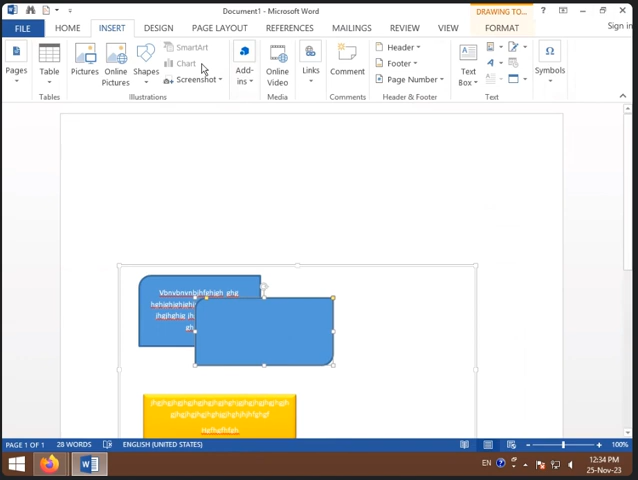 Document1 - Microsoft Word
DRAWING TO...
?
FILE
HOME
INSERT
DESIGN
PAGE LAYOUT
REFERENCES
MAILINGS
REVIEW
VIEW
FORMAT
Sign in
Pages
Table
Pictures
Online
Pictures
Shapes
SmartArt
Chart
Screenshot
Add-
ins
Online
Video
Links
Comment
Header
Footer
Page Number
Text
Box
Symbols
Tables
Illustrations
Media
Comments
Header & Footer
Text
PAGE 1 OF 1
28 WORDS
ENGLISH (UNITED STATES)
100%
EN
12:34 PM
25-Nov-23